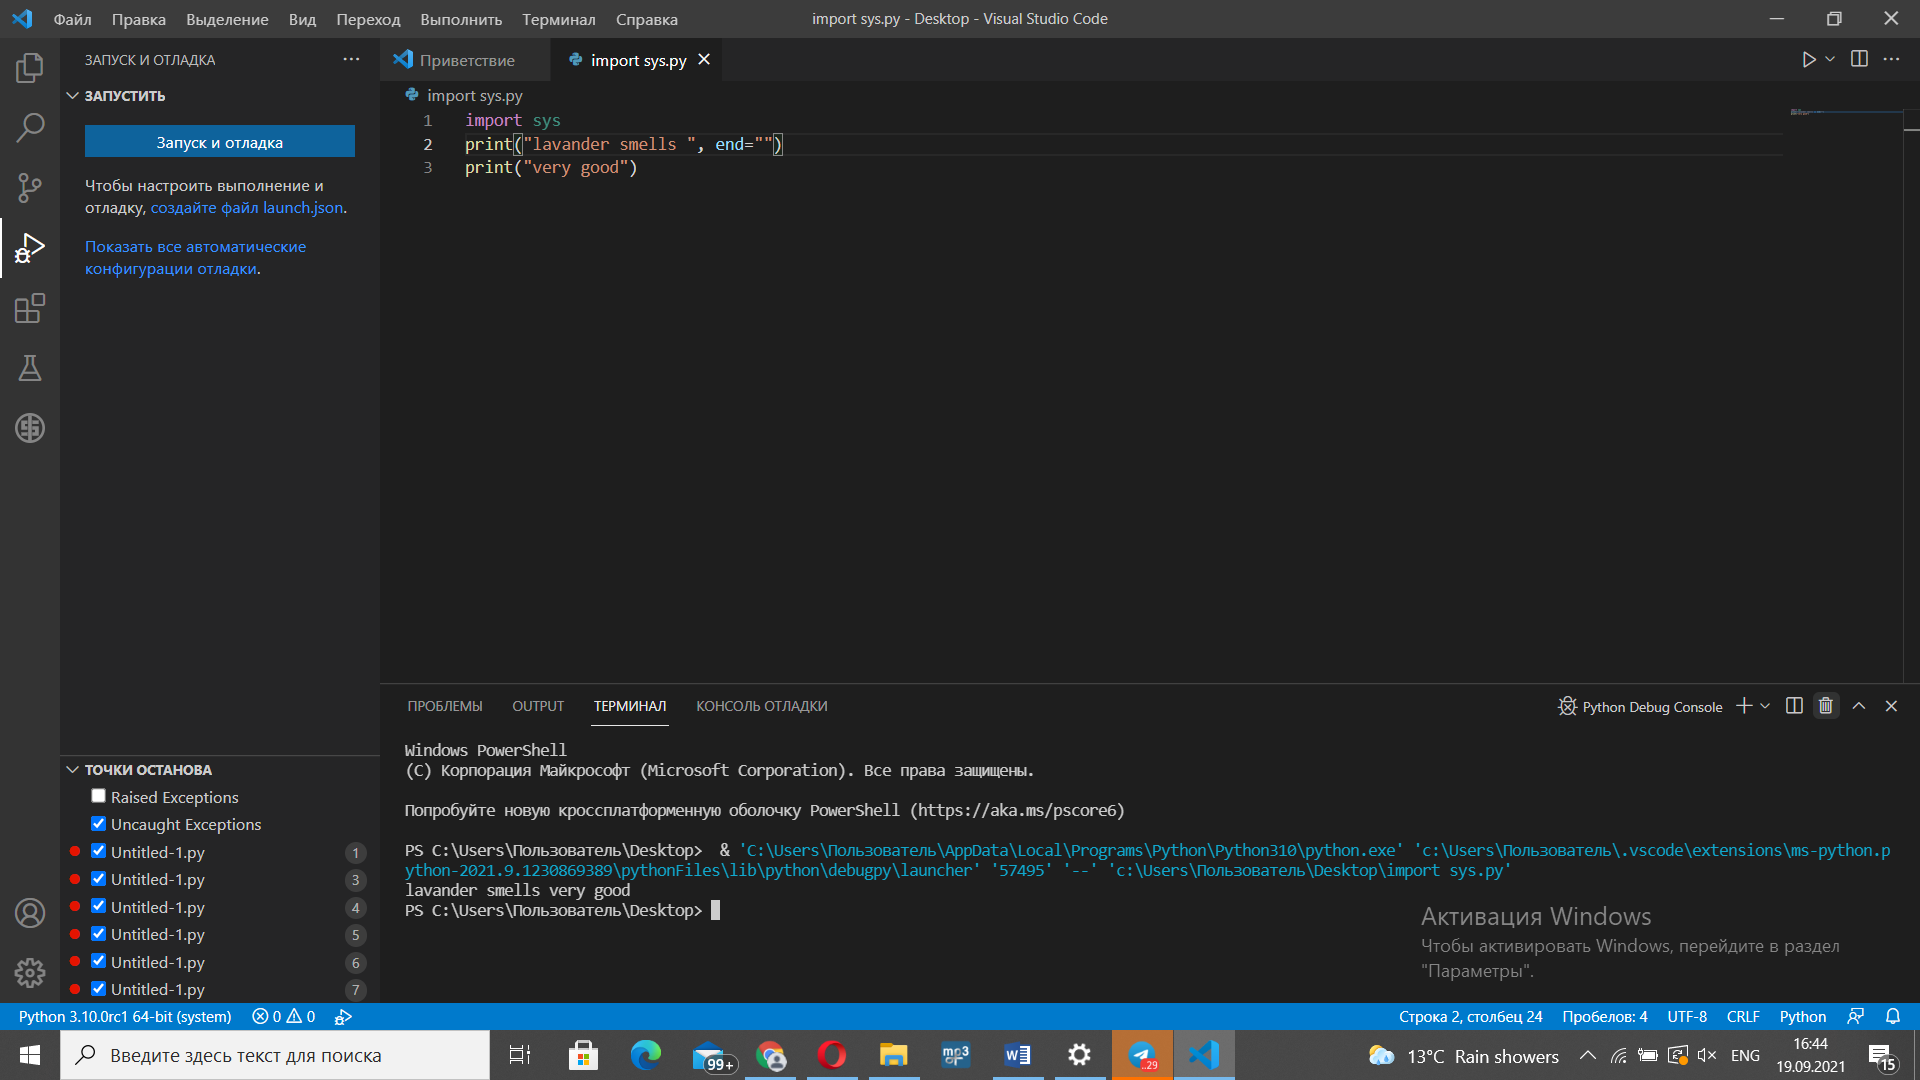 Файл Правка Выделение Вид Переход Выполнить Терминал Справка
import sys.py - Desktop - Visual Studio Code
ЗАПУСК И ОТЛАДКА
ЗАПУСТИТЬ
Запуск и отладка
Чтобы настроить выполнение и
отладку, создайте файл launch.json.
Показать все автоматические
конфигурации отладки.
ТОЧКИ ОСТАНОВА
Raised Exceptions
Uncaught Exceptions
Untitled-1.py 1
Untitled-1.py 3
Untitled-1.py 4
Untitled-1.py 5
Untitled-1.py 6
Untitled-1.py 7
Приветствие
import sys.py
import sys.py
1 import sys
2 print("lavander smells ", end="")
3 print("very good")
ПРОБЛЕМЫ OUTPUT ТЕРМИНАЛ КОНСОЛЬ ОТЛАДКИ
Python Debug Console
Windows PowerShell
(C) Корпорация Майкрософт (Microsoft Corporation). Все права защищены.
Попробуйте новую кроссплатформенную оболочку PowerShell (https://aka.ms/pscore6)
PS C:\Users\Пользователь\Desktop>  & 'C:\Users\Пользователь\AppData\Local\Programs\Python\Python310\python.exe' 'c:\Users\Пользователь\.vscode\extensions\ms-python.p
ython-2021.9.1230869389\pythonFiles\lib\python\debugpy\launcher' '57495' '--' 'c:\Users\Пользователь\Desktop\import sys.py'
lavander smells very good
PS C:\Users\Пользователь\Desktop>
Активация Windows
Чтобы активировать Windows, перейдите в раздел
"Параметры".
Python 3.10.0rc1 64-bit (system) 0 0
Строка 2, столбец 24 Пробелов: 4 UTF-8 CRLF Python
Введите здесь текст для поиска
99+
mp3
W
..29
13°C Rain showers
ENG
16:44
19.09.2021
15